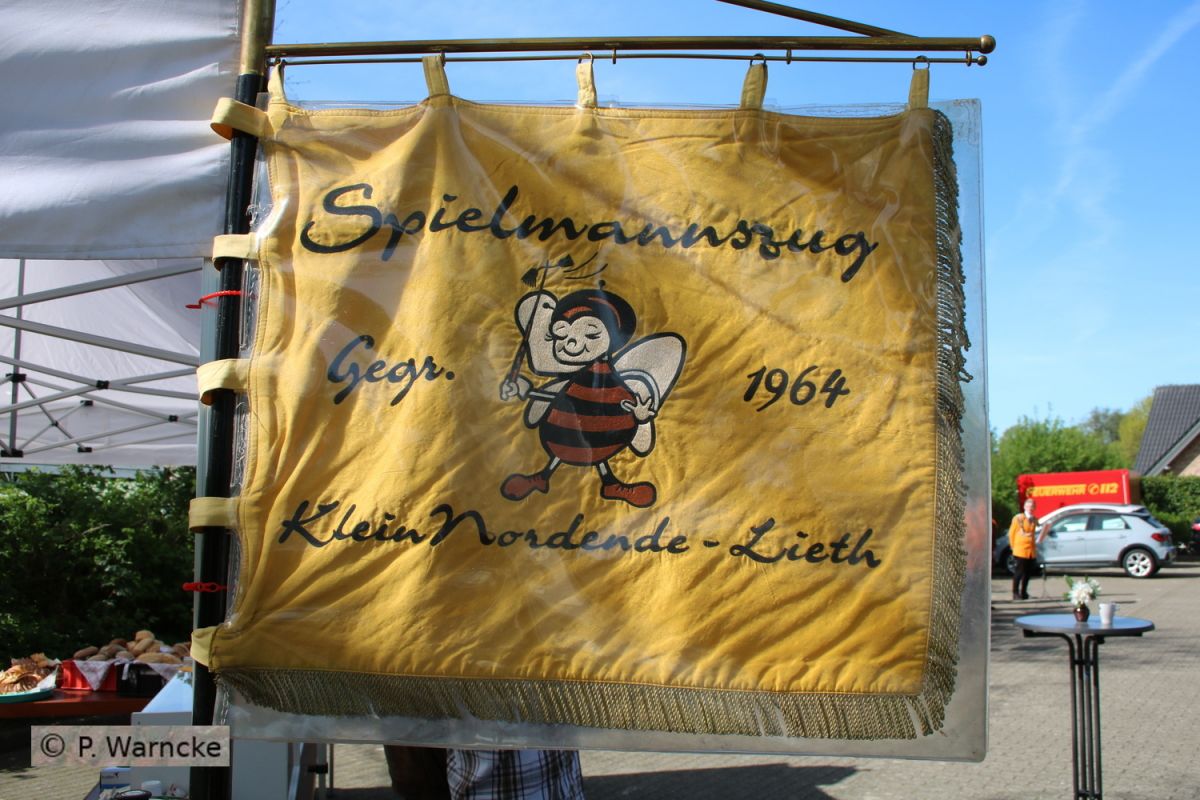 Spielmannszug
Gegr. 1964
Klein Nordende - Lieth
FEUERWEHR 112
© P. Warncke